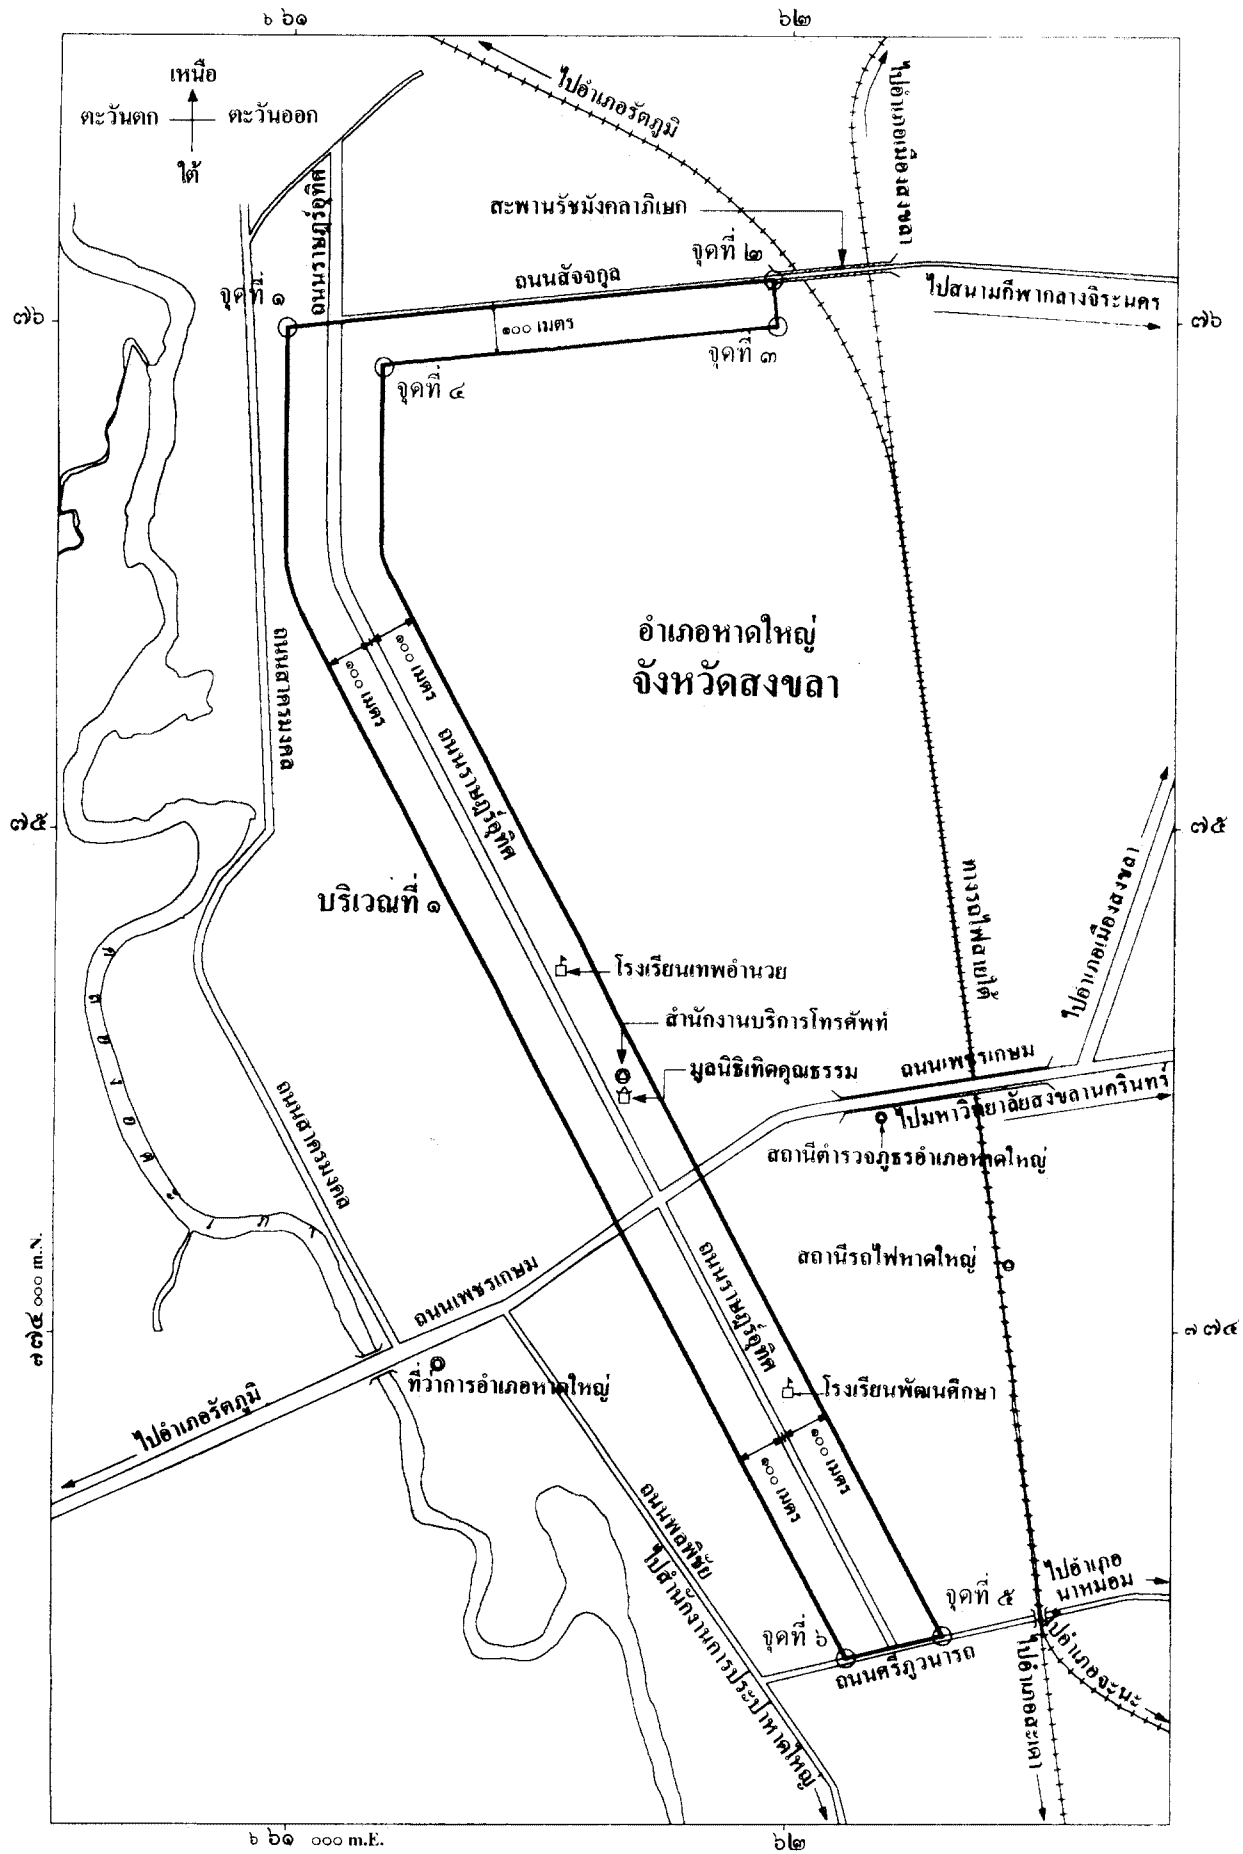 ๖ ๖๑
๖๒
เหนือ
ตะวันตก
ตะวันออก
ใต้
ไปอำเภอรัตภูมิ
ไปอำเภอเมืองสงขลา
ถนนราษฎร์อุทิศ
สะพานรัชมังคลาภิเษก
จุดที่ ๑
ถนนสัจจกุล
จุดที่ ๒
ไปสนามกีฬากลางจิระนคร
๗๖
๗๖
๑๐๐ เมตร
จุดที่ ๓
จุดที่ ๔
อำเภอหาดใหญ่
จังหวัดสงขลา
ถนนสาครมงคล
๑๐๐ เมตร
๑๐๐ เมตร
ถนนราษฎร์อุทิศ
๗๕
๗๕
บริเวณที่ ๑
ทางรถไฟสายใต้
ไปอำเภอเมืองสงขลา
โรงเรียนเทพอำนวย
สำนักงานบริการโทรศัพท์
มูลนิธิเทิดคุณธรรม
ถนนเพชรเกษม
ไปมหาวิทยาลัยสงขลานครินทร์
สถานีตำรวจภูธรอำเภอหาดใหญ่
ถนนสาครมงคล
คลองอู่ตะเภา
สถานีรถไฟหาดใหญ่
ถนนราษฎร์อุทิศ
ถนนเพชรเกษม
๗ ๗๔ ๐๐๐ m.N.
๗ ๗๔
ที่ว่าการอำเภอหาดใหญ่
ไปอำเภอรัตภูมิ
โรงเรียนพัฒนศึกษา
๑๐๐ เมตร
๑๐๐ เมตร
ถนนพลพิชัย
ไปสำนักงานการประปาหาดใหญ่
ไปอำเภอ
นาหม่อม
จุดที่ ๕
จุดที่ ๖
ถนนศรีภูวนารถ
ไปอำเภอจะนะ
ไปอำเภอสะเดา
๖ ๖๑ ๐๐๐ m.E.
๖๒